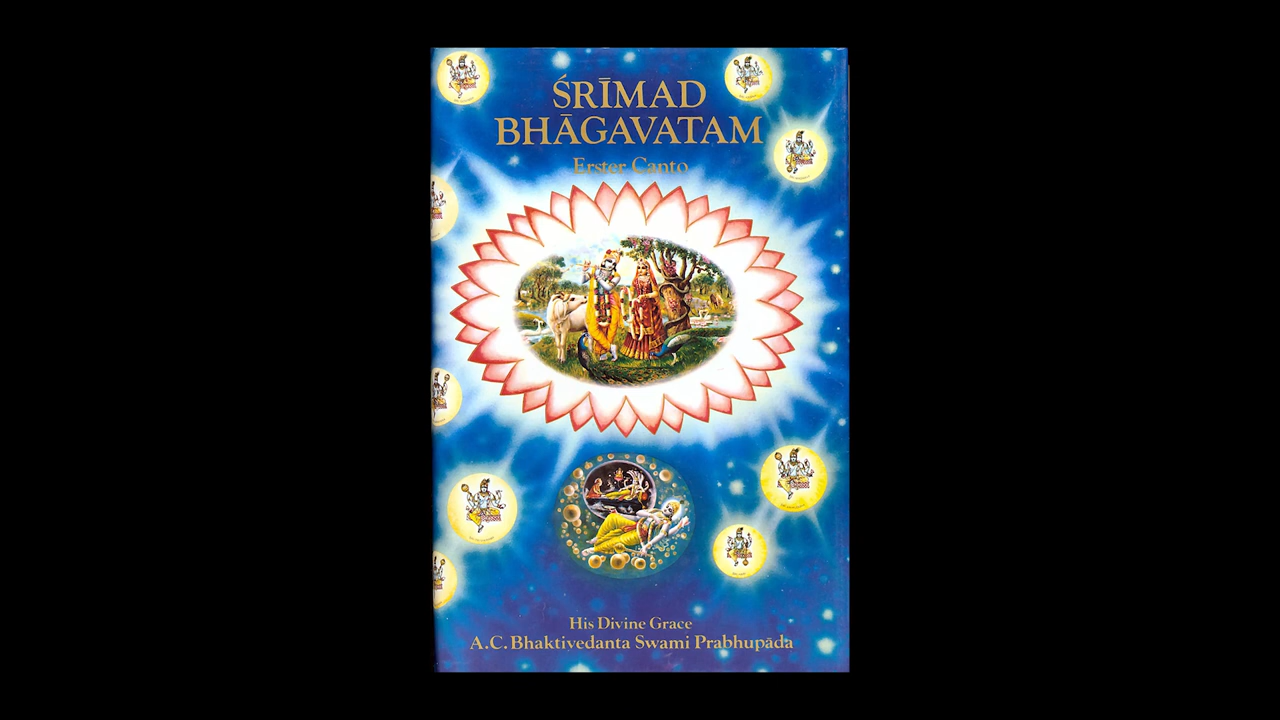 ŚRĪMAD
BHĀGAVATAM
Erster Canto
His Divine Grace
A.C. Bhaktivedanta Swami Prabhupāda